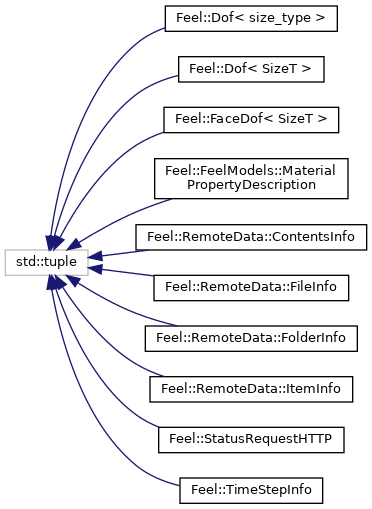 Feel::Dof< size_type >
Feel::Dof< SizeT >
Feel::FaceDof< SizeT >
Feel::FeelModels::Material
PropertyDescription
Feel::RemoteData::ContentsInfo
std::tuple
Feel::RemoteData::FileInfo
Feel::RemoteData::FolderInfo
Feel::RemoteData::ItemInfo
Feel::StatusRequestHTTP
Feel::TimeStepInfo